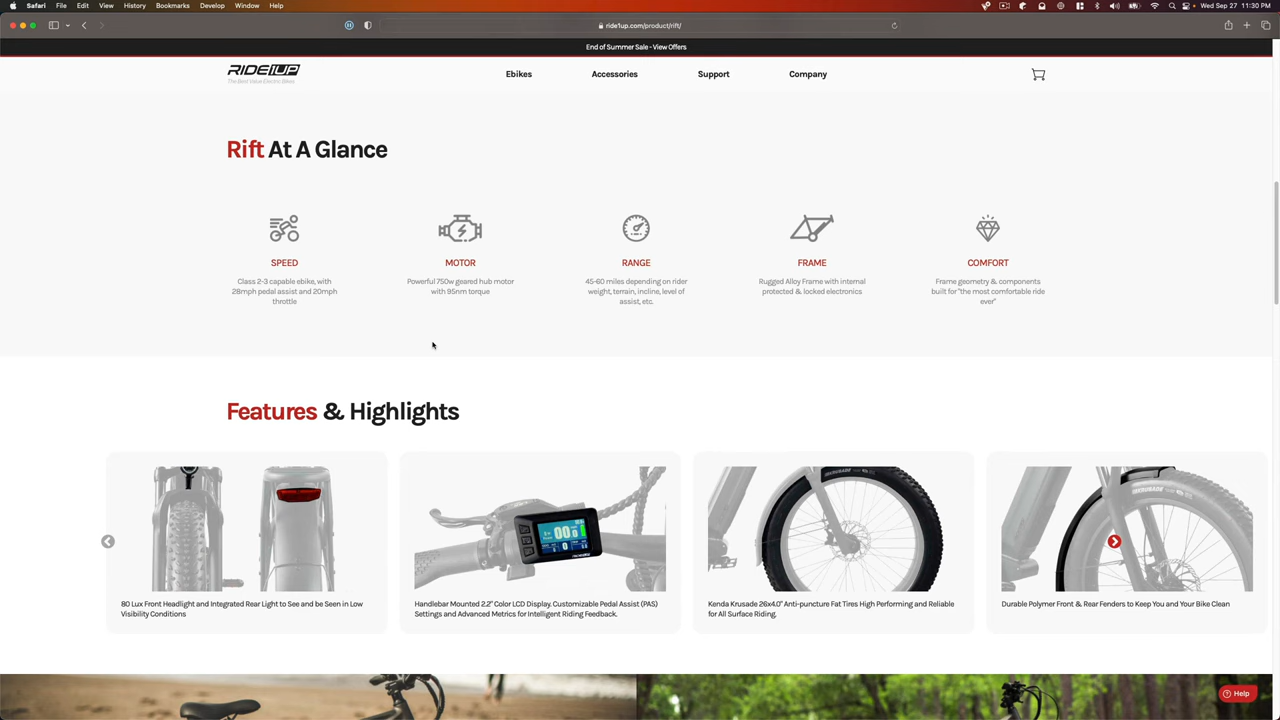 Safari File Edit View History Bookmarks Develop Window Help Wed Sep 27 11:30 PM
ride1up.com/product/rift/
End of Summer Sale - View Offers
RIDE1UP
The Best Value Electric Bikes
Ebikes Accessories Support Company
Rift At A Glance
SPEED
Class 2-3 capable ebike, with
28mph pedal assist and 20mph
throttle
MOTOR
Powerful 750w geared hub motor
with 95nm torque
RANGE
45-60 miles depending on rider
weight, terrain, incline, level of
assist, etc.
FRAME
Rugged Alloy Frame with internal
protected & locked electronics
COMFORT
Frame geometry & components
built for "the most comfortable ride
ever"
Features & Highlights
80 Lux Front Headlight and Integrated Rear Light to See and be Seen in Low
Visibility Conditions
Handlebar Mounted 2.2" Color LCD Display. Customizable Pedal Assist (PAS)
Settings and Advanced Metrics for Intelligent Riding Feedback.
Kenda Krusade 26x4.0" Anti-puncture Fat Tires High Performing and Reliable
for All Surface Riding.
Durable Polymer Front & Rear Fenders to Keep You and Your Bike Clean
Help